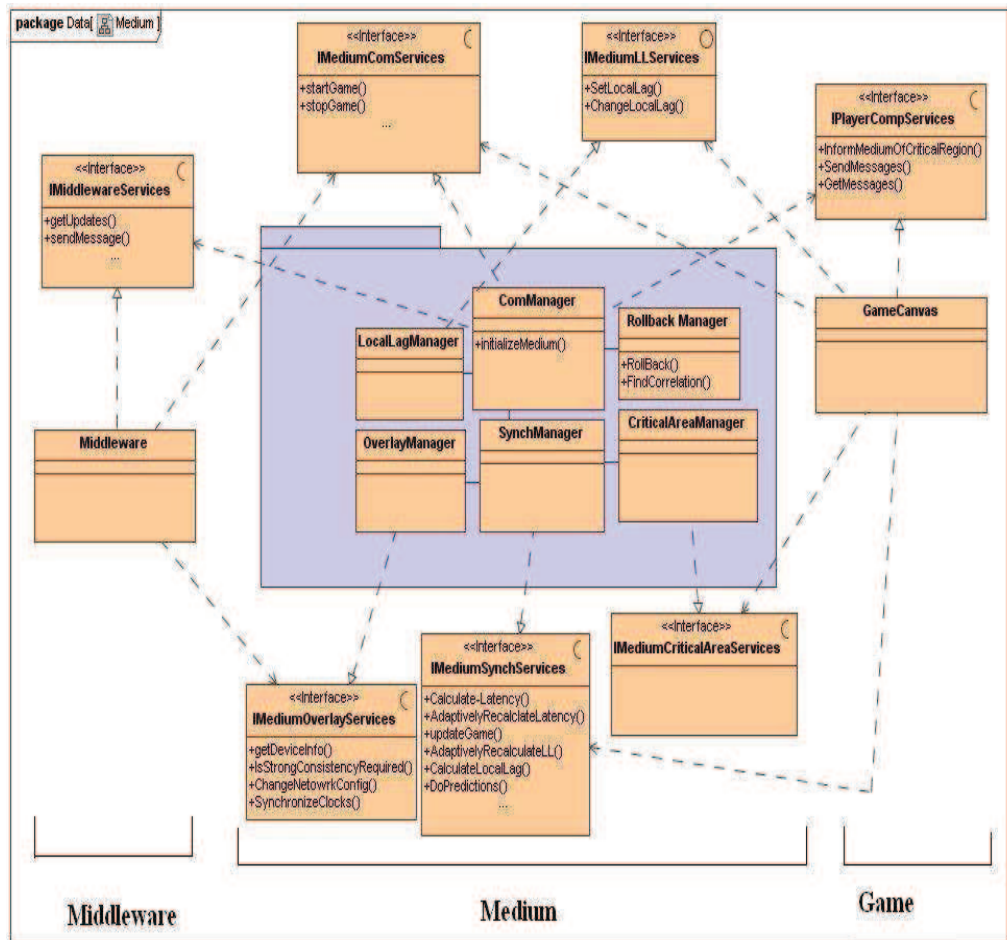 package Data[ Medium ]
<<Interface>>
IMediumComServices
+startGame()
+stopGame()
...
<<Interface>>
IMediumLLServices
+SetLocalLag()
+ChangeLocalLag()
<<Interface>>
IPlayerCompServices
+InformMediumOfCriticalRegion()
+SendMessages()
+GetMessages()
<<Interface>>
IMiddlewareServices
+getUpdates()
+sendMessage()
...
ComManager
+initializeMedium()
LocalLagManager
Rollback Manager
+RollBack()
+FindCorrelation()
GameCanvas
Middleware
OverlayManager
SynchManager
CriticalAreaManager
<<Interface>>
IMediumOverlayServices
+getDeviceInfo()
+IsStrongConsistencyRequired()
+ChangeNetowrkConfig()
+SynchronizeClocks()
<<Interface>>
IMediumSynchServices
+Calculate-Latency()
+AdaptivelyRecalclateLatency()
+updateGame()
+AdaptivelyRecalculateLL()
+CalculateLocalLag()
+DoPredictions()
...
<<Interface>>
IMediumCriticalAreaServices
Middleware
Medium
Game